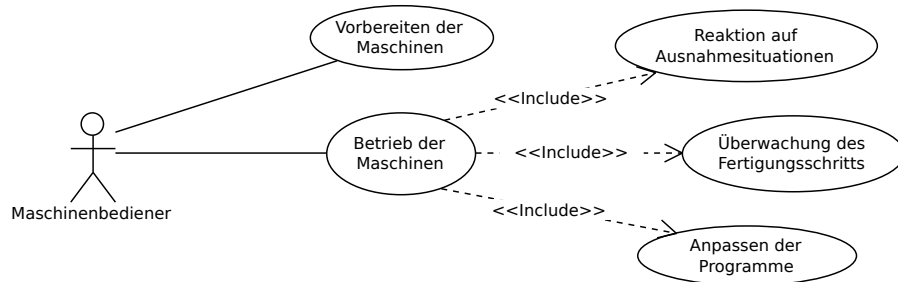 Vorbereiten der
Maschinen
Reaktion auf
Ausnahmesituationen
<<Include>>
Betrieb der
Maschinen
<<Include>>
Überwachung des
Fertigungsschritts
Maschinenbediener
<<Include>>
Anpassen der
Programme